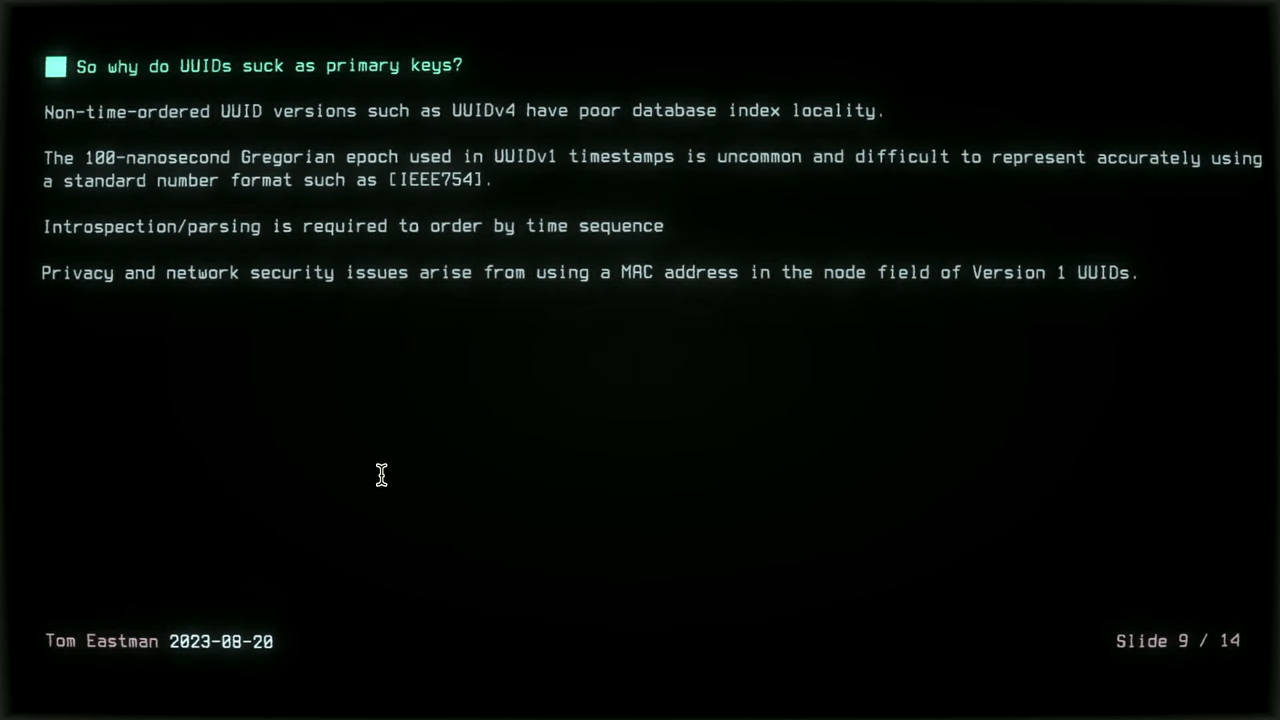 So why do UUIDs suck as primary keys?
Non-time-ordered UUID versions such as UUIDv4 have poor database index locality.
The 100-nanosecond Gregorian epoch used in UUIDv1 timestamps is uncommon and difficult to represent accurately using
a standard number format such as [IEEE754].
Introspection/parsing is required to order by time sequence
Privacy and network security issues arise from using a MAC address in the node field of Version 1 UUIDs.
Tom Eastman 2023-08-20
Slide 9 / 14